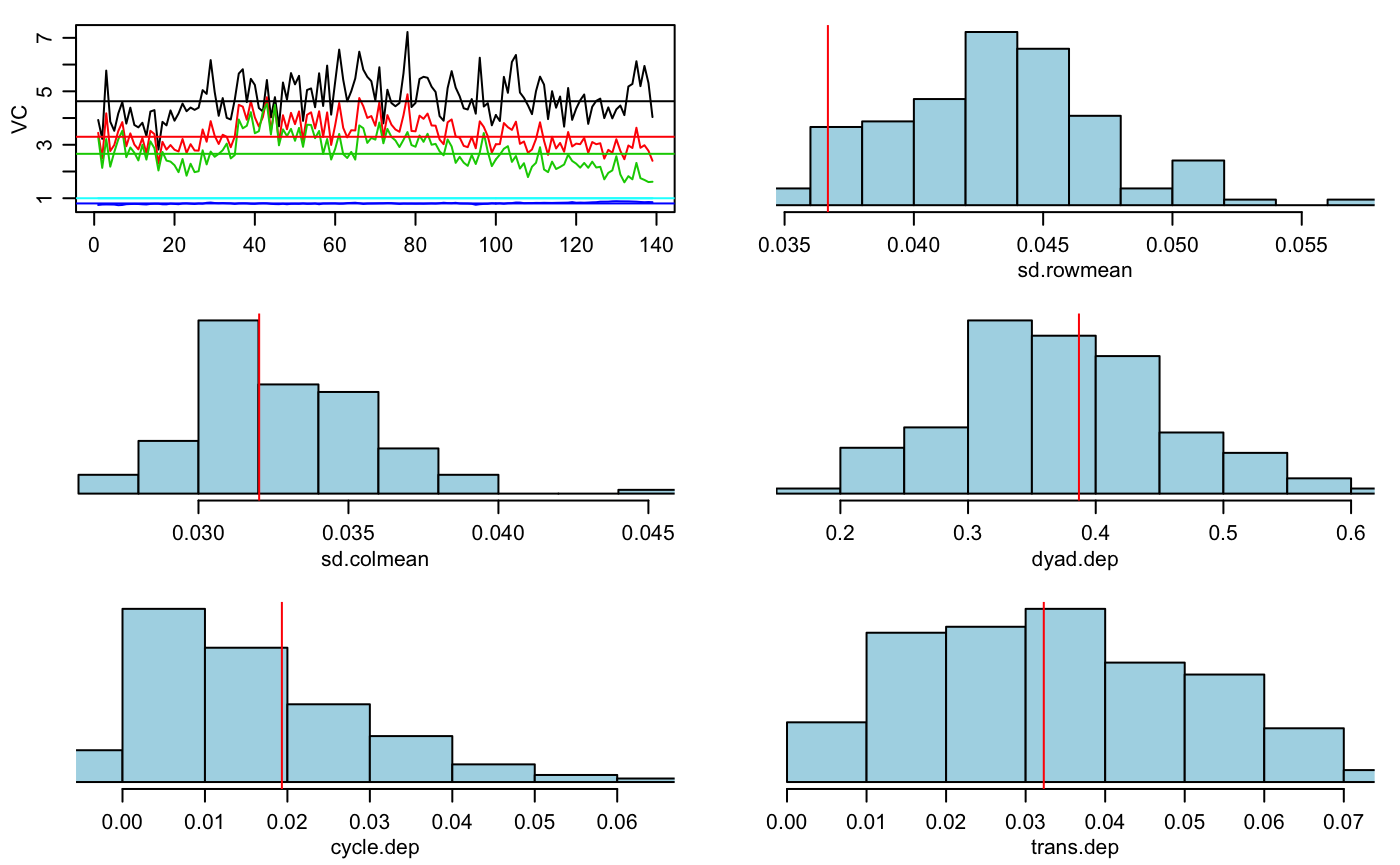 VC
7
5
3
1
0 20 40 60 80 100 120 140
0.035 0.040 0.045 0.050 0.055
sd.rowmean
0.030 0.035 0.040 0.045
sd.colmean
0.2 0.3 0.4 0.5 0.6
dyad.dep
0.00 0.01 0.02 0.03 0.04 0.05 0.06
cycle.dep
0.00 0.01 0.02 0.03 0.04 0.05 0.06 0.07
trans.dep